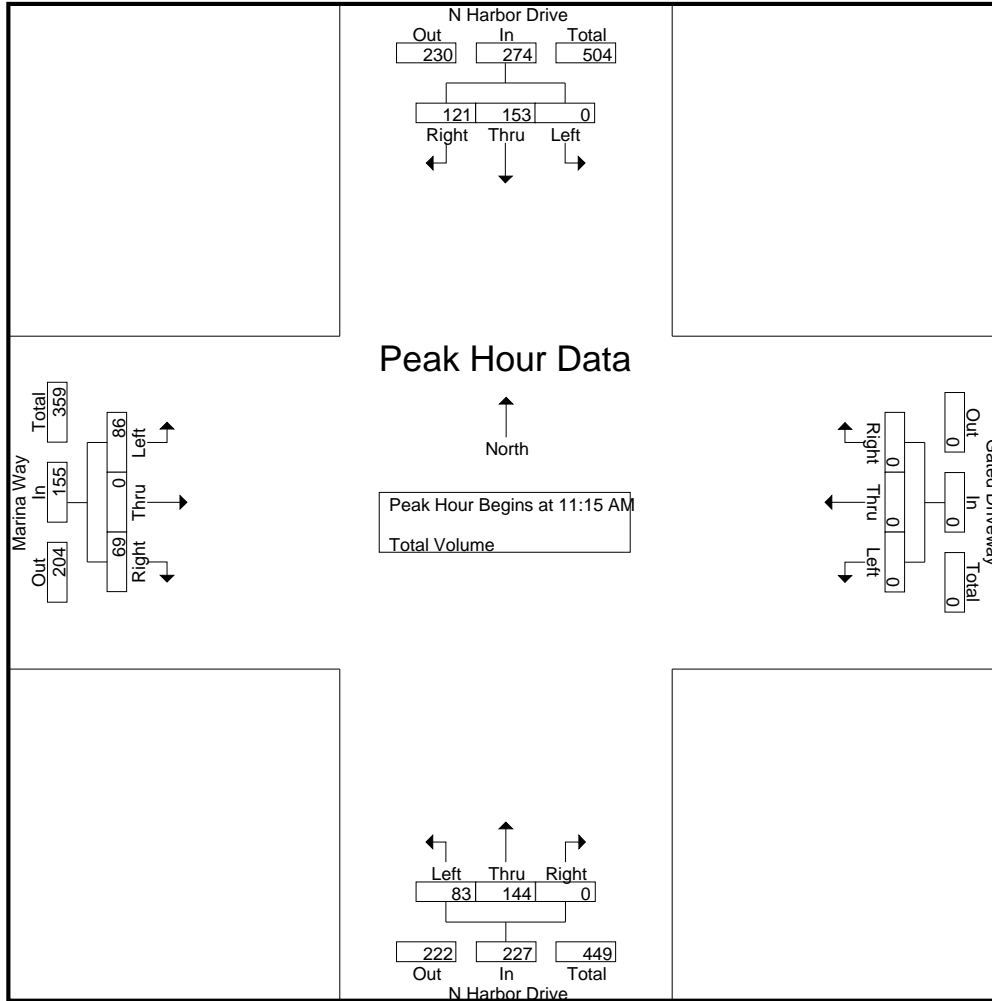 N Harbor Drive
Out In Total
230 274 504
121 153 0
Right Thru Left
Peak Hour Data
North
Peak Hour Begins at 11:15 AM
Total Volume
Marina Way
Total In Out
359 155 204
86 0 69
Left Thru Right
Right Thru Left
0 0 0
Out In Total
0 0 0
Gated Driveway
Left Thru Right
83 144 0
222 227 449
Out In Total
N Harbor Drive